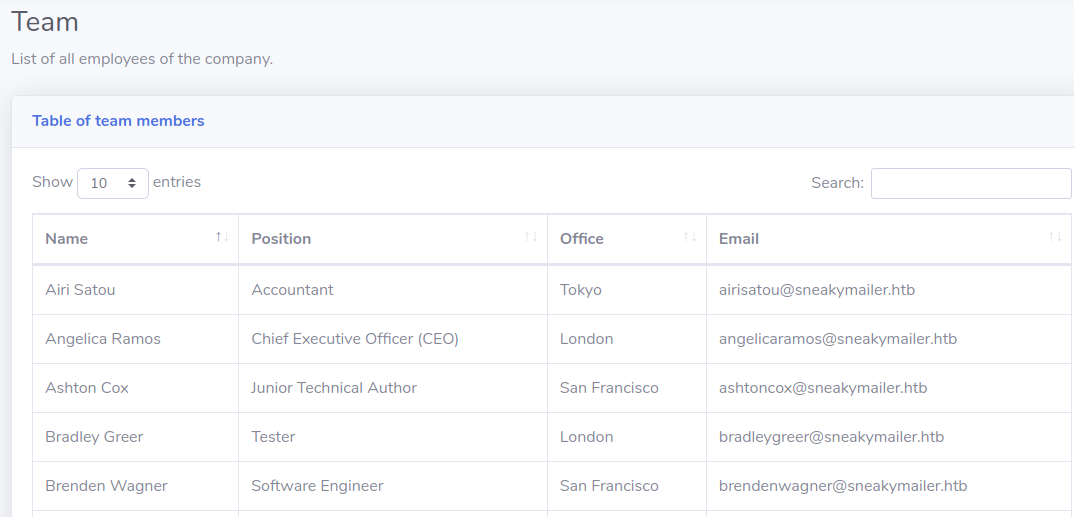 Team
List of all employees of the company.
Table of team members
Show 10 entries Search:
Name Position Office Email
Airi Satou Accountant Tokyo airisatou@sneakymailer.htb
Angelica Ramos Chief Executive Officer (CEO) London angelicaramos@sneakymailer.htb
Ashton Cox Junior Technical Author San Francisco ashtoncox@sneakymailer.htb
Bradley Greer Tester London bradleygreer@sneakymailer.htb
Brenden Wagner Software Engineer San Francisco brendenwagner@sneakymailer.htb